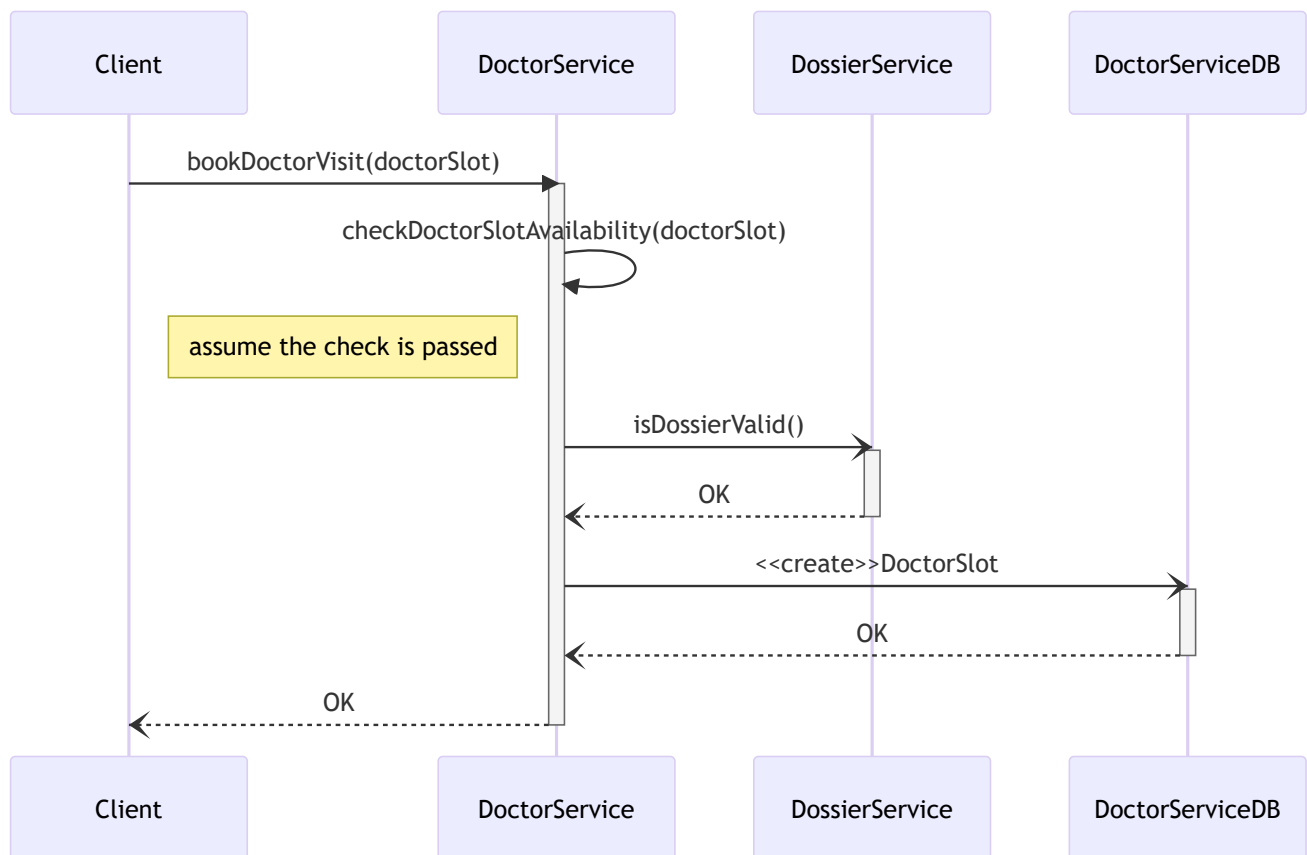 Client
DoctorService
DossierService
DoctorServiceDB
bookDoctorVisit(doctorSlot)
checkDoctorSlotAvailability(doctorSlot)
assume the check is passed
isDossierValid()
OK
<<create>>DoctorSlot
OK
OK
Client
DoctorService
DossierService
DoctorServiceDB